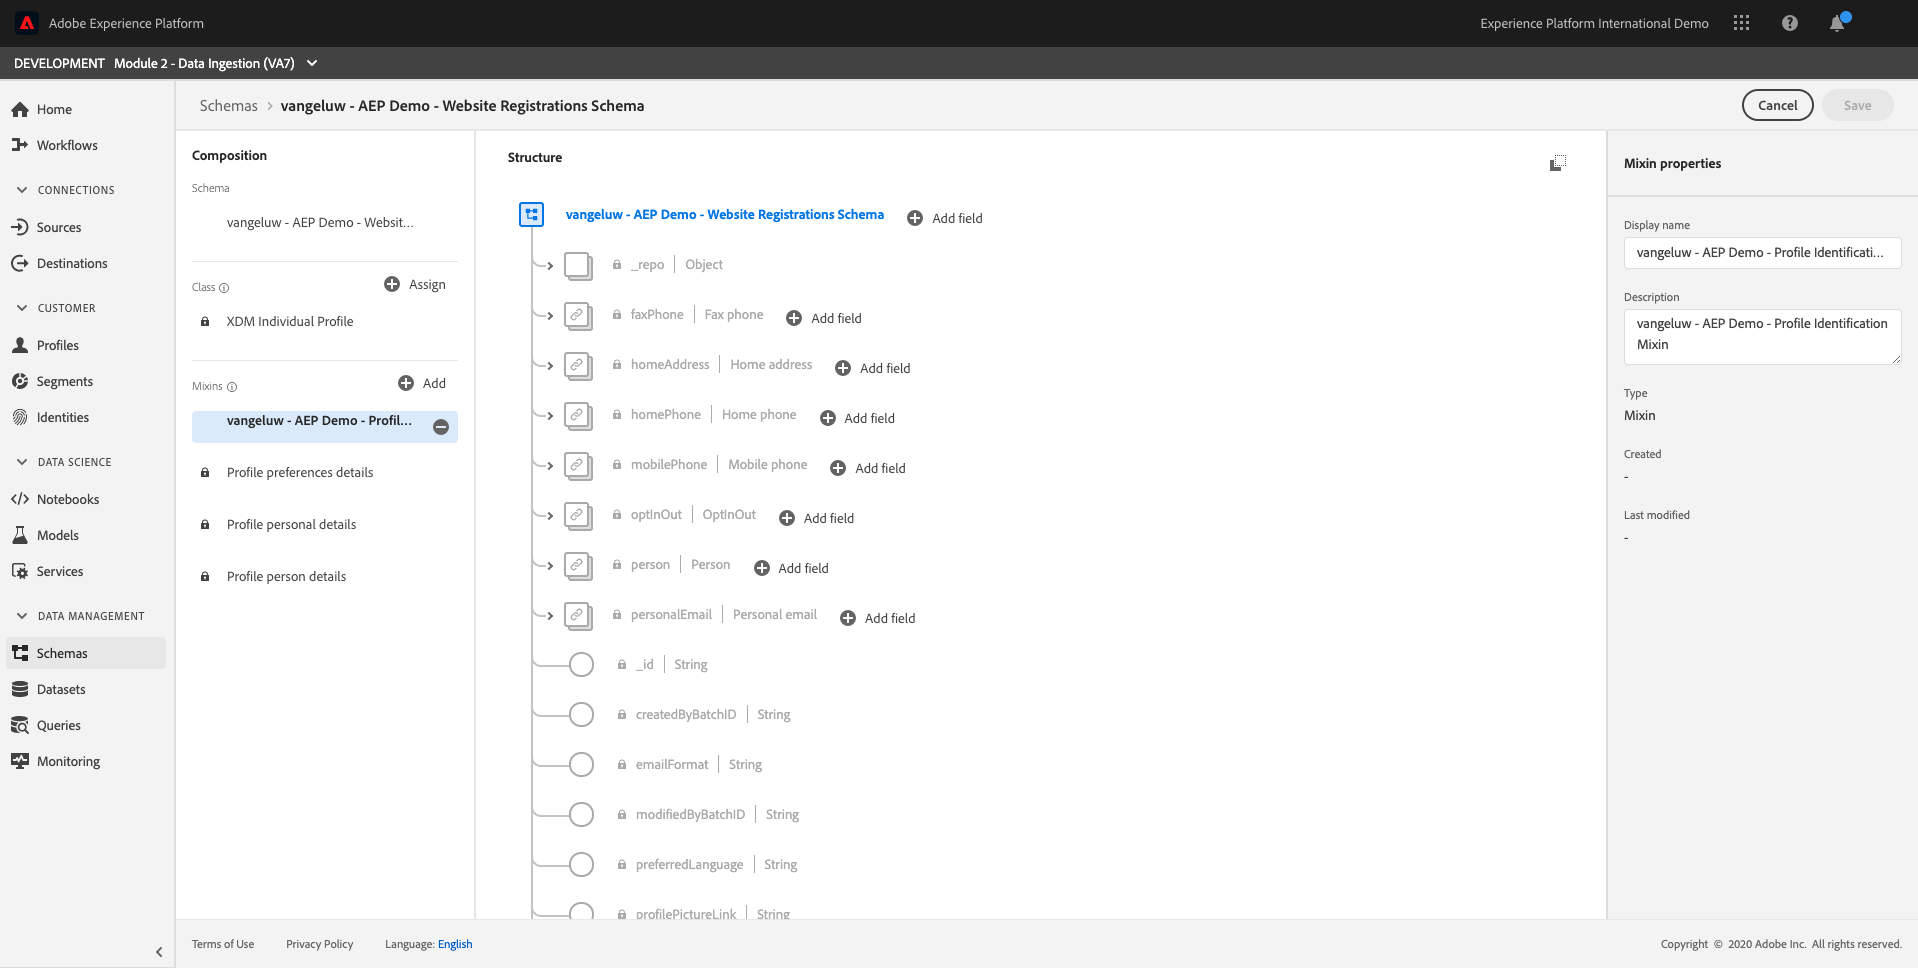 Adobe Experience Platform
Experience Platform International Demo
DEVELOPMENT Module 2 - Data Ingestion (VA7)
Home
Workflows
CONNECTIONS
Sources
Destinations
CUSTOMER
Profiles
Segments
Identities
DATA SCIENCE
Notebooks
Models
Services
DATA MANAGEMENT
Schemas
Datasets
Queries
Monitoring
Schemas > vangeluw - AEP Demo - Website Registrations Schema
Cancel
Save
Composition
Schema
vangeluw - AEP Demo - Websit...
Class
Assign
XDM Individual Profile
Mixins
Add
vangeluw - AEP Demo - Profil...
Profile preferences details
Profile personal details
Profile person details
Structure
vangeluw - AEP Demo - Website Registrations Schema Add field
_repo | Object
faxPhone | Fax phone Add field
homeAddress | Home address Add field
homePhone | Home phone Add field
mobilePhone | Mobile phone Add field
optInOut | OptInOut Add field
person | Person Add field
personalEmail | Personal email Add field
_id | String
createdByBatchID | String
emailFormat | String
modifiedByBatchID | String
preferredLanguage | String
profilePictureLink | String
Mixin properties
Display name
vangeluw - AEP Demo - Profile Identificati...
Description
vangeluw - AEP Demo - Profile Identification
Mixin
Type
Mixin
Created
-
Last modified
-
Terms of Use Privacy Policy Language: English
Copyright © 2020 Adobe Inc. All rights reserved.